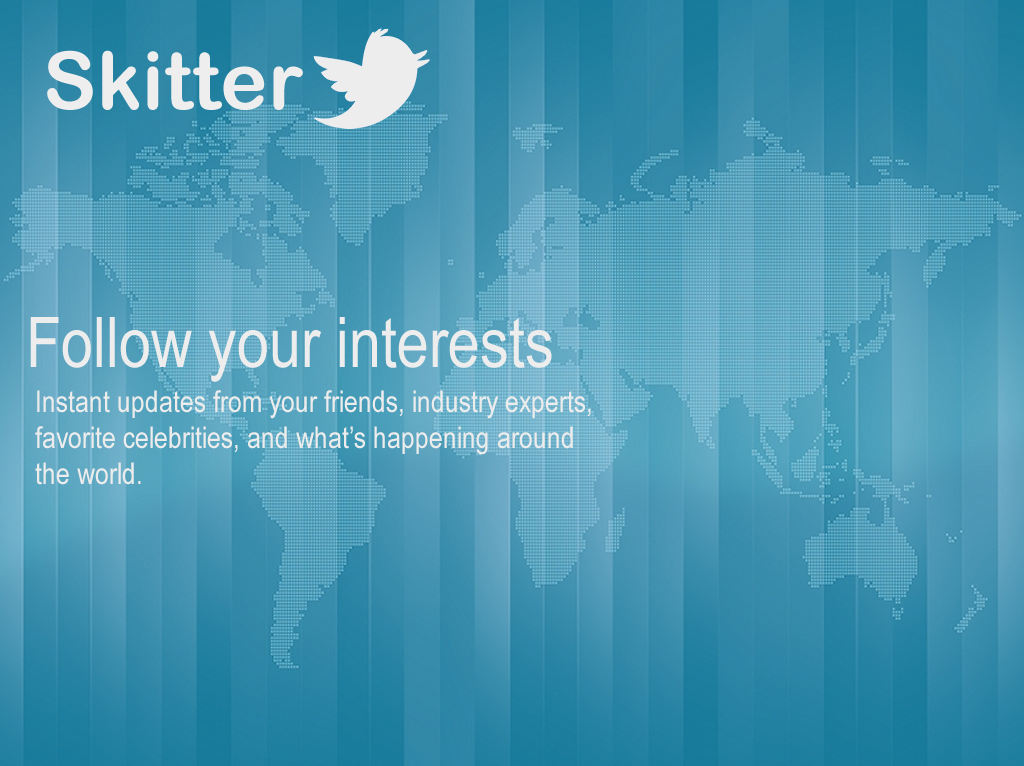 Skitter
Follow your interests
Instant updates from your friends, industry experts,
favorite celebrities, and what’s happening around
the world.